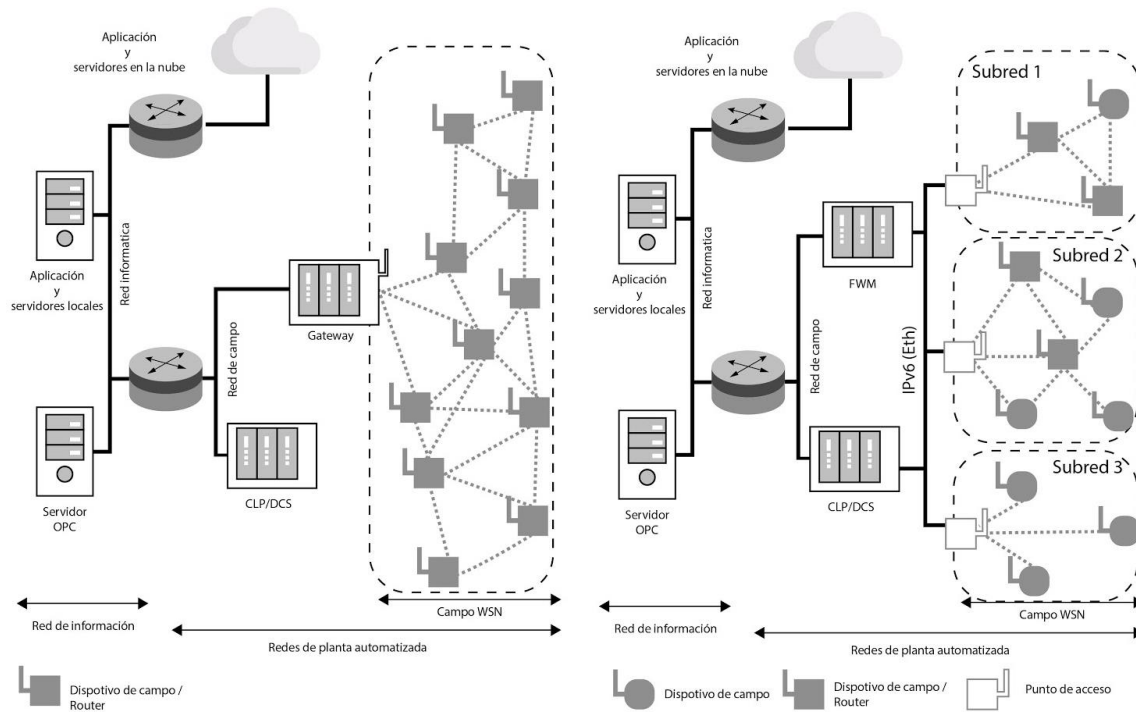 Aplicación
y
servidores en la nube
Aplicación
y
servidores locales
Red informatica
Servidor
OPC
Red de campo
Gateway
CLP/DCS
Campo WSN
Red de información
Redes de planta automatizada
Dispotivo de campo /
Router
Aplicación
y
servidores en la nube
Aplicación
y
servidores locales
Red informatica
Servidor
OPC
Red de campo
FWM
CLP/DCS
IPv6 (Eth)
Subred 1
Subred 2
Subred 3
Campo WSN
Red de información
Redes de planta automatizada
Dispotivo de campo
Dispotivo de campo /
Router
Punto de acceso